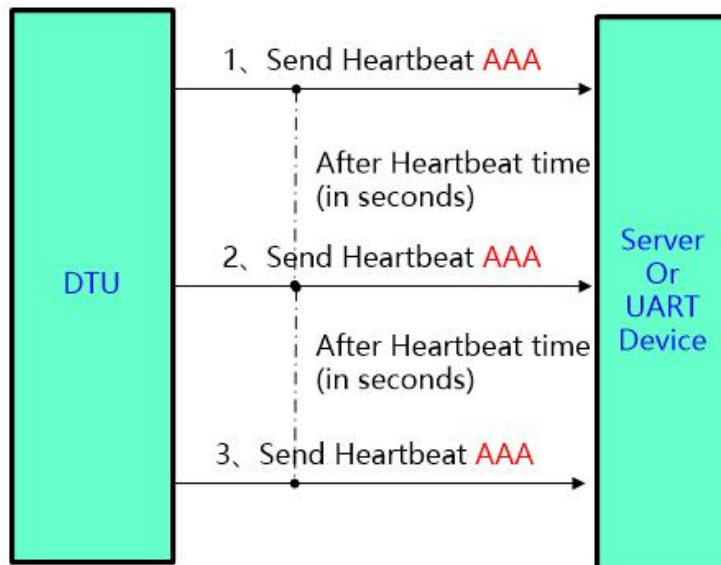 1、Send Heartbeat AAA
After Heartbeat time
(in seconds)
2、Send Heartbeat AAA
DTU
Server
Or
UART
Device
After Heartbeat time
(in seconds)
3、Send Heartbeat AAA